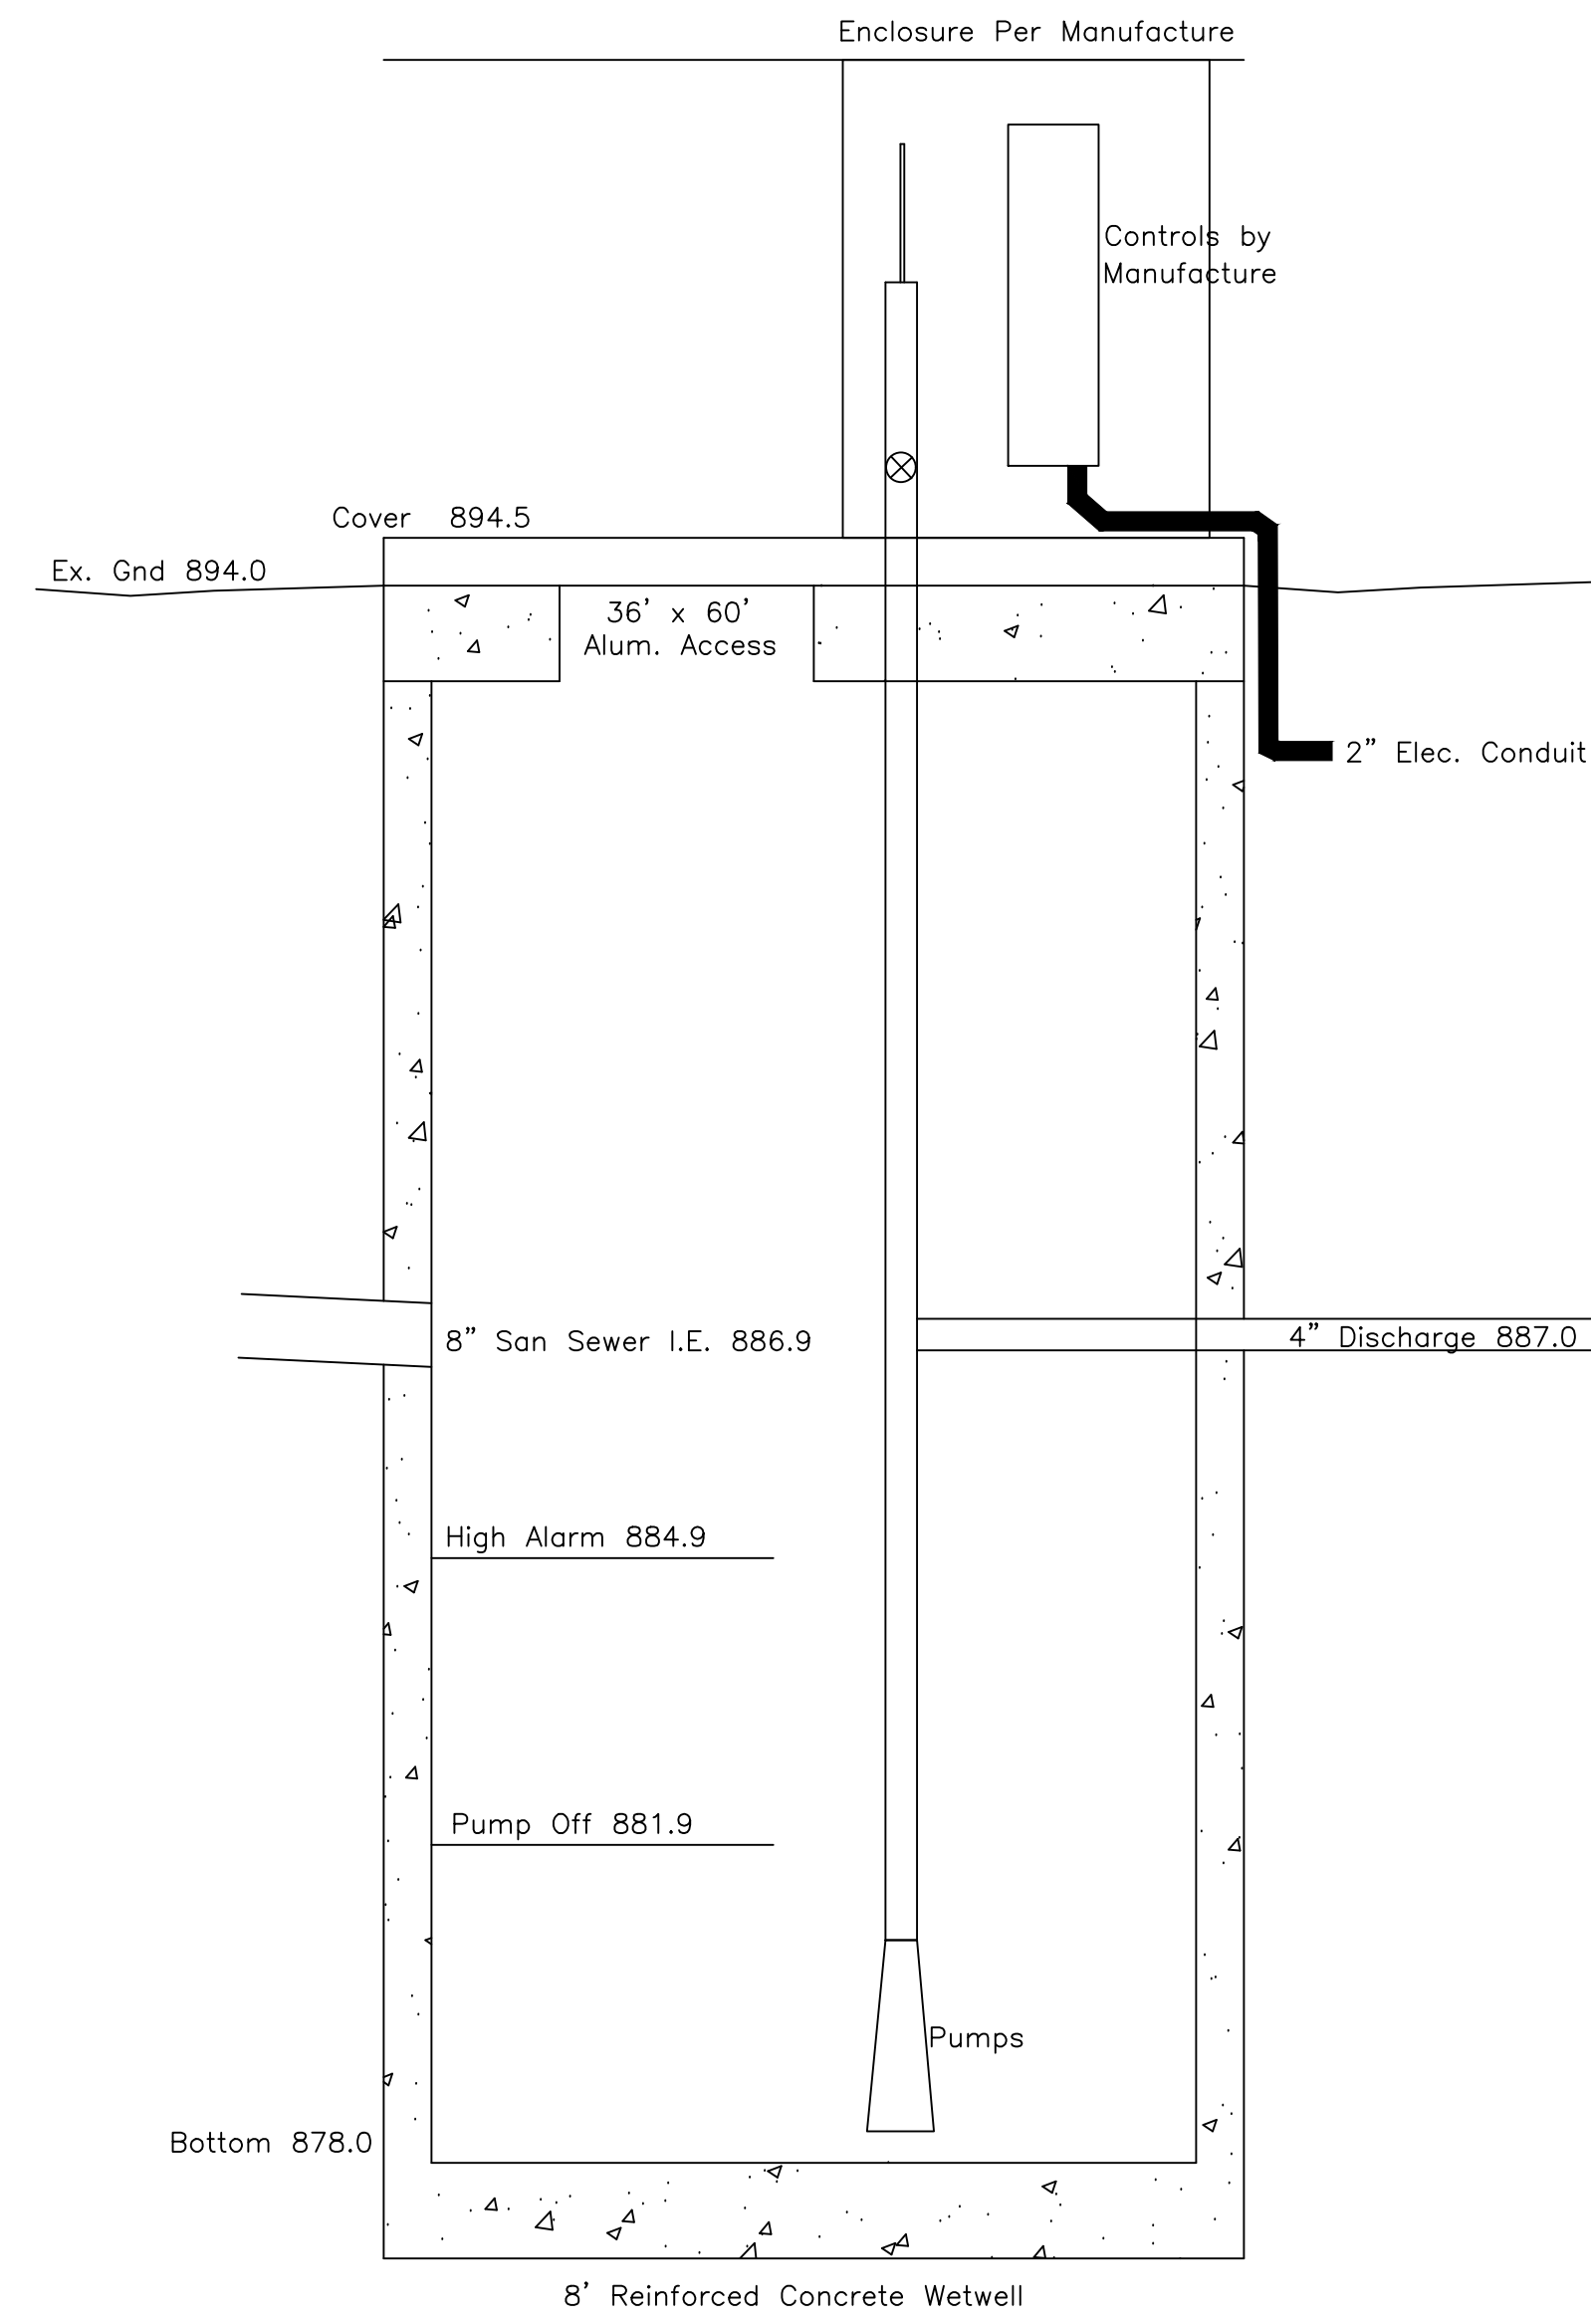 Enclosure Per Manufacture
Controls by
Manufacture
Cover 894.5
Ex. Gnd 894.0
36' x 60'
Alum. Access
2" Elec. Conduit
8" San Sewer I.E. 886.9
4" Discharge 887.0
High Alarm 884.9
Pump Off 881.9
Pumps
Bottom 878.0
8' Reinforced Concrete Wetwell